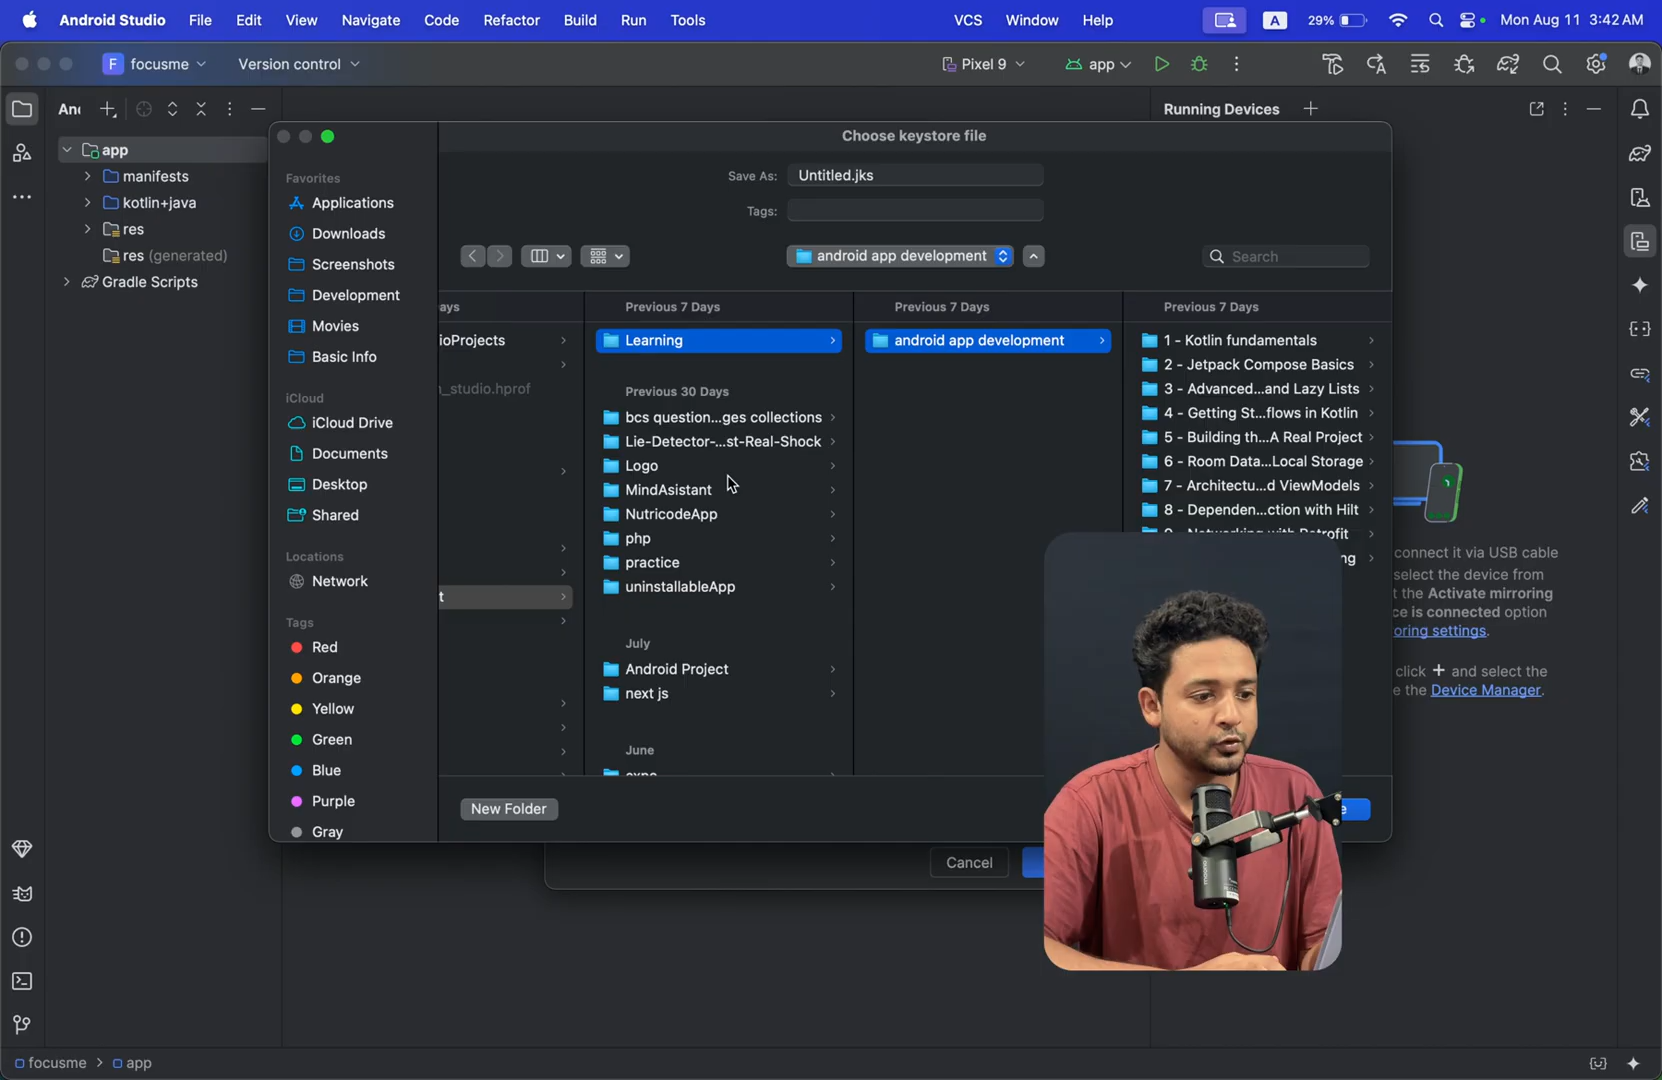 Android Studio File Edit View Navigate Code Refactor Build Run Tools VCS Window Help A 29% Mon Aug 11 3:42 AM
F focusme Version control Pixel 9 app
Running Devices
app
manifests
kotlin+java
res
res (generated)
Gradle Scripts
Choose keystore file
Save As: Untitled.jks
Tags:
android app development
Search
Favorites
Applications
Downloads
Screenshots
Development
Movies
Basic Info
iCloud
iCloud Drive
Documents
Desktop
Shared
Locations
Network
Tags
Red
Orange
Yellow
Green
Blue
Purple
Gray
ays
ioProjects
_studio.hprof
t
Previous 7 Days
Learning
Previous 30 Days
bcs question...ges collections
Lie-Detector-...st-Real-Shock
Logo
MindAsistant
NutricodeApp
php
practice
uninstallableApp
July
Android Project
next js
June
Previous 7 Days
android app development
Previous 7 Days
1 - Kotlin fundamentals
2 - Jetpack Compose Basics
3 - Advanced...and Lazy Lists
4 - Getting St...flows in Kotlin
5 - Building th...A Real Project
6 - Room Data...Local Storage
7 - Architectu...d ViewModels
8 - Dependen...ction with Hilt
ng
New Folder
Cancel
connect it via USB cable
select the device from
t the Activate mirroring
ce is connected option
oring settings.
click + and select the
e the Device Manager.
focusme > app